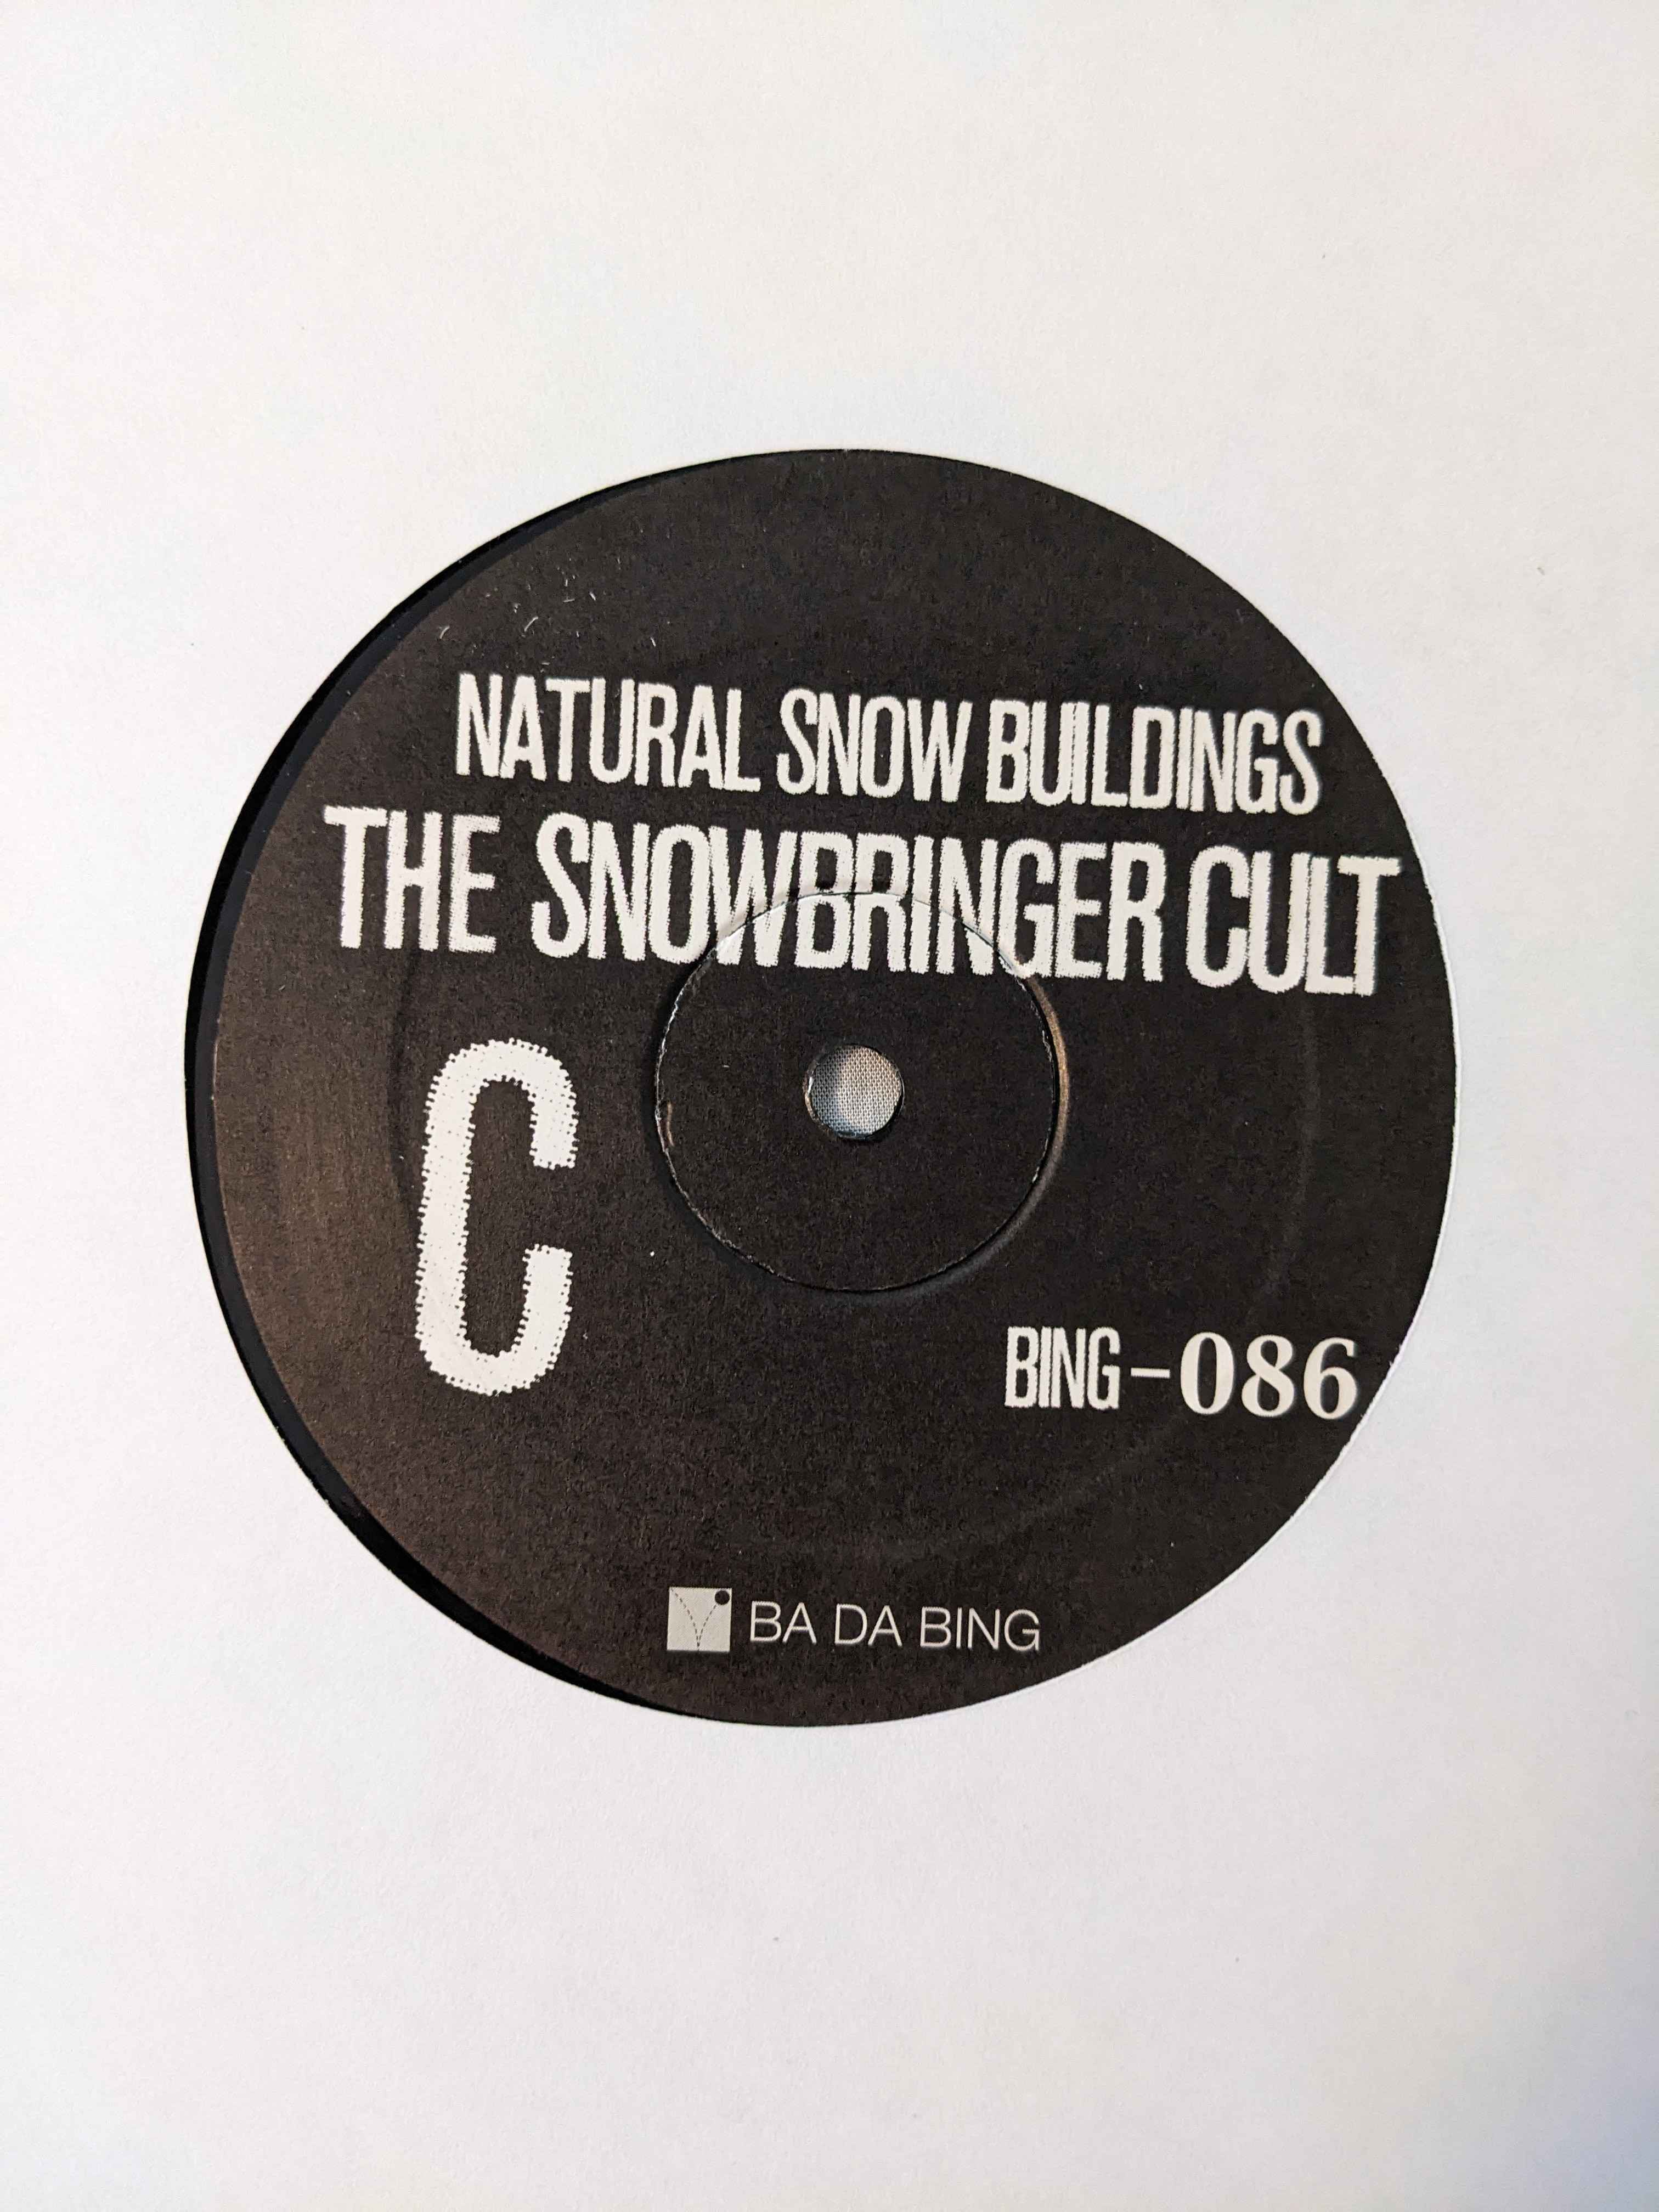 NATURAL SNOW BUILDINGS
THE SNOWBRINGER CULT
C
BING-086
BA DA BING